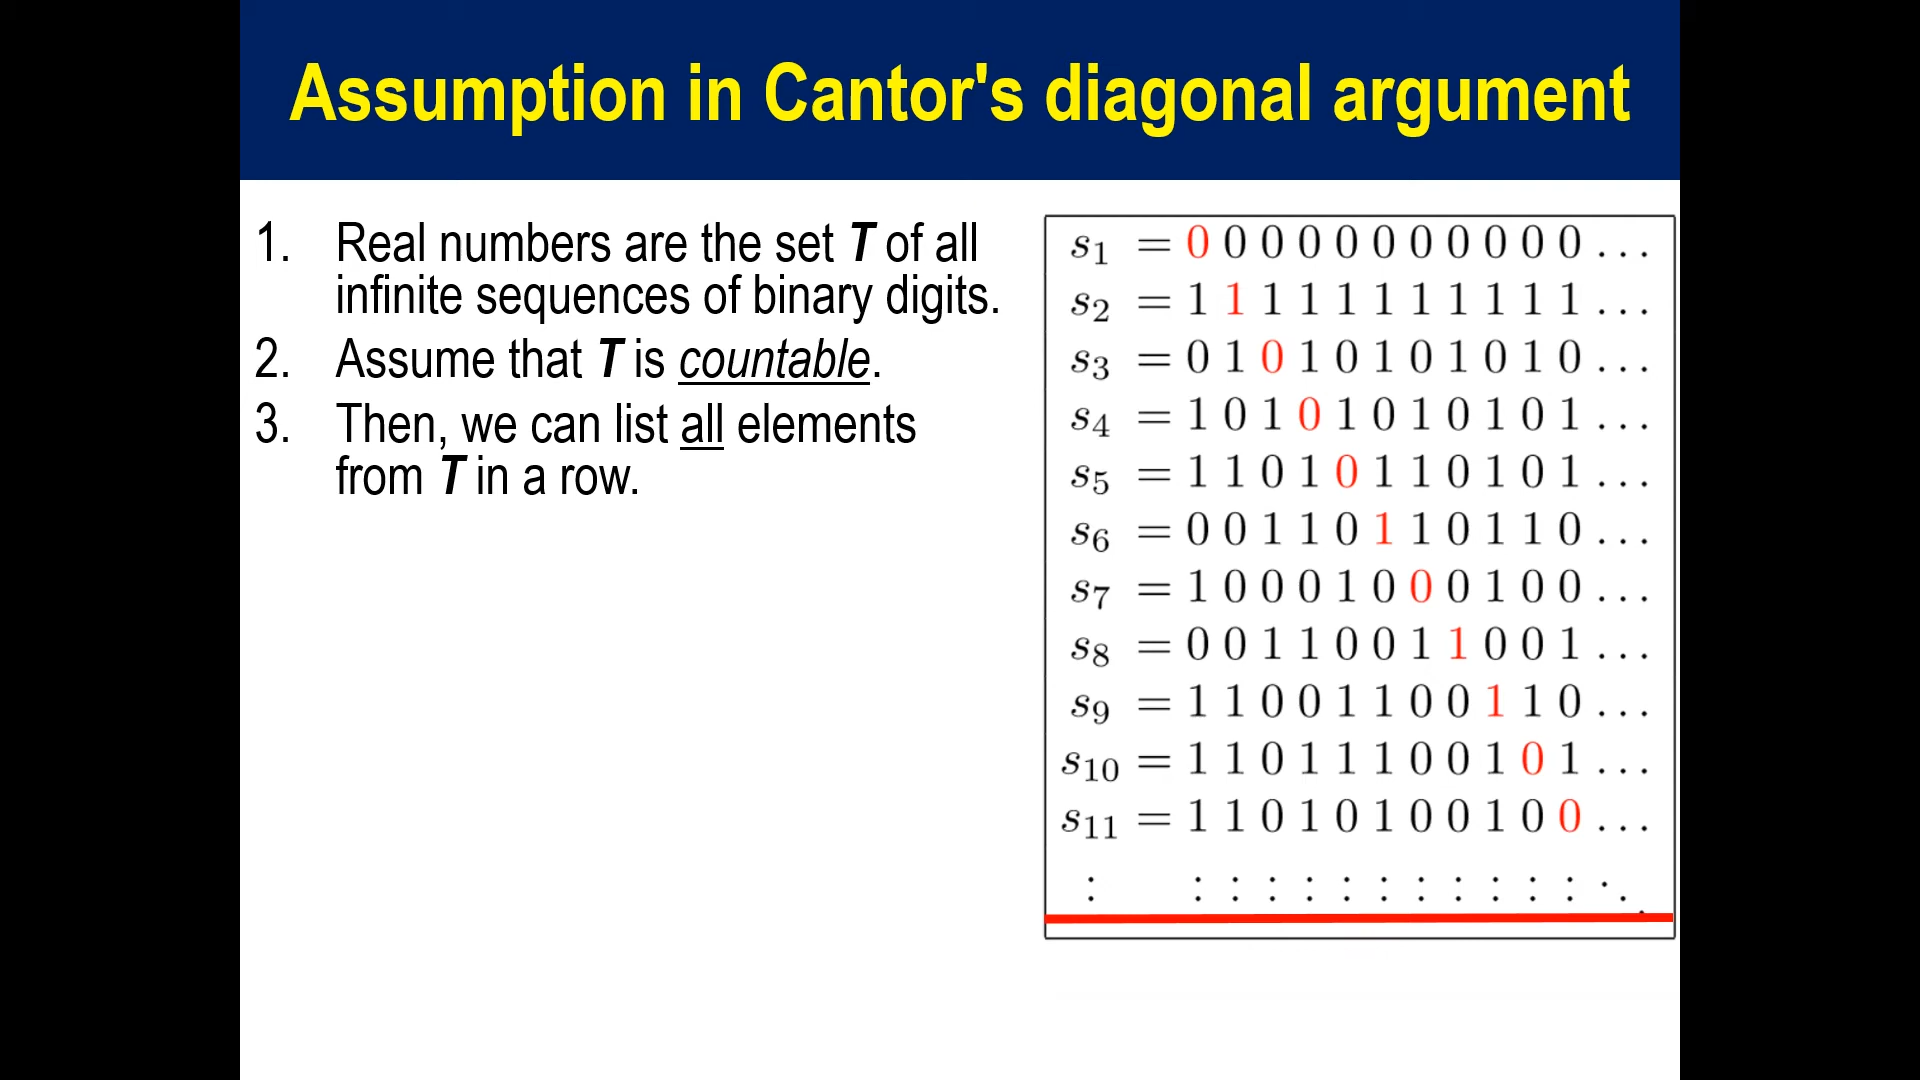 Assumption in Cantor's diagonal argument
1. Real numbers are the set T of all
infinite sequences of binary digits.
2. Assume that T is countable.
3. Then, we can list all elements
from T in a row.
s1 = 0 0 0 0 0 0 0 0 0 0 0 ...
s2 = 1 1 1 1 1 1 1 1 1 1 1 ...
s3 = 0 1 0 1 0 1 0 1 0 1 0 ...
s4 = 1 0 1 0 1 0 1 0 1 0 1 ...
s5 = 1 1 0 1 0 1 1 0 1 0 1 ...
s6 = 0 0 1 1 0 1 1 0 1 1 0 ...
s7 = 1 0 0 0 1 0 0 0 1 0 0 ...
s8 = 0 0 1 1 0 0 1 1 0 0 1 ...
s9 = 1 1 0 0 1 1 0 0 1 1 0 ...
s10 = 1 1 0 1 1 1 0 0 1 0 1 ...
s11 = 1 1 0 1 0 1 0 0 1 0 0 ...
⋮ ⋮ ⋮ ⋮ ⋮ ⋮ ⋮ ⋮ ⋮ ⋮ ⋮ ⋮ ⋱